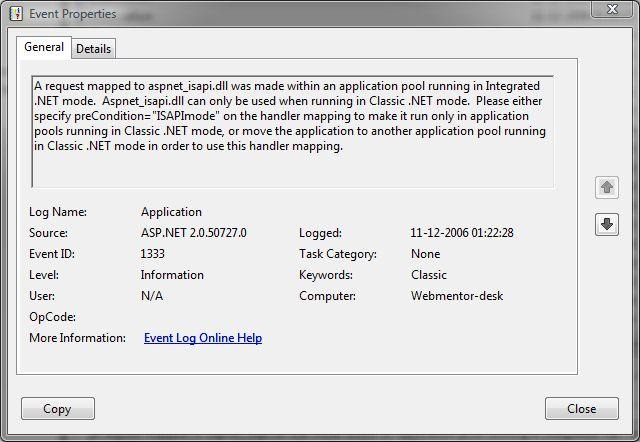 Event Properties
General
Details
A request mapped to aspnet_isapi.dll was made within an application pool running in Integrated
.NET mode.  Aspnet_isapi.dll can only be used when running in Classic .NET mode.  Please either
specify preCondition="ISAPImode" on the handler mapping to make it run only in application
pools running in Classic .NET mode, or move the application to another application pool running
in Classic .NET mode in order to use this handler mapping.
Log Name: Application
Source: ASP.NET 2.0.50727.0 Logged: 11-12-2006 01:22:28
Event ID: 1333 Task Category: None
Level: Information Keywords: Classic
User: N/A Computer: Webmentor-desk
OpCode:
More Information: Event Log Online Help
Copy Close